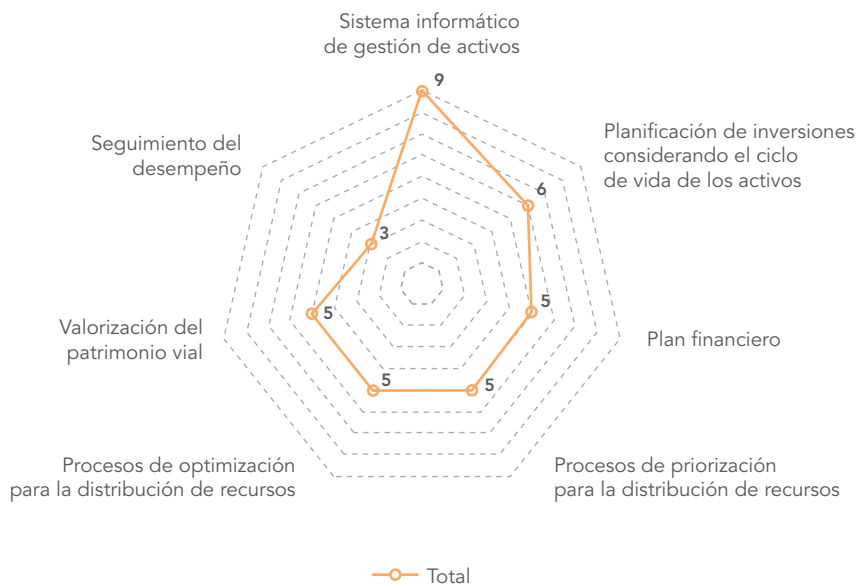 Sistema informático
de gestión de activos
9
Planificación de inversiones
considerando el ciclo
de vida de los activos
6
Seguimiento del
desempeño
3
5
Plan financiero
Valorización del
patrimonio vial
5
5
5
Procesos de optimización
para la distribución de recursos
Procesos de priorización
para la distribución de recursos
Total